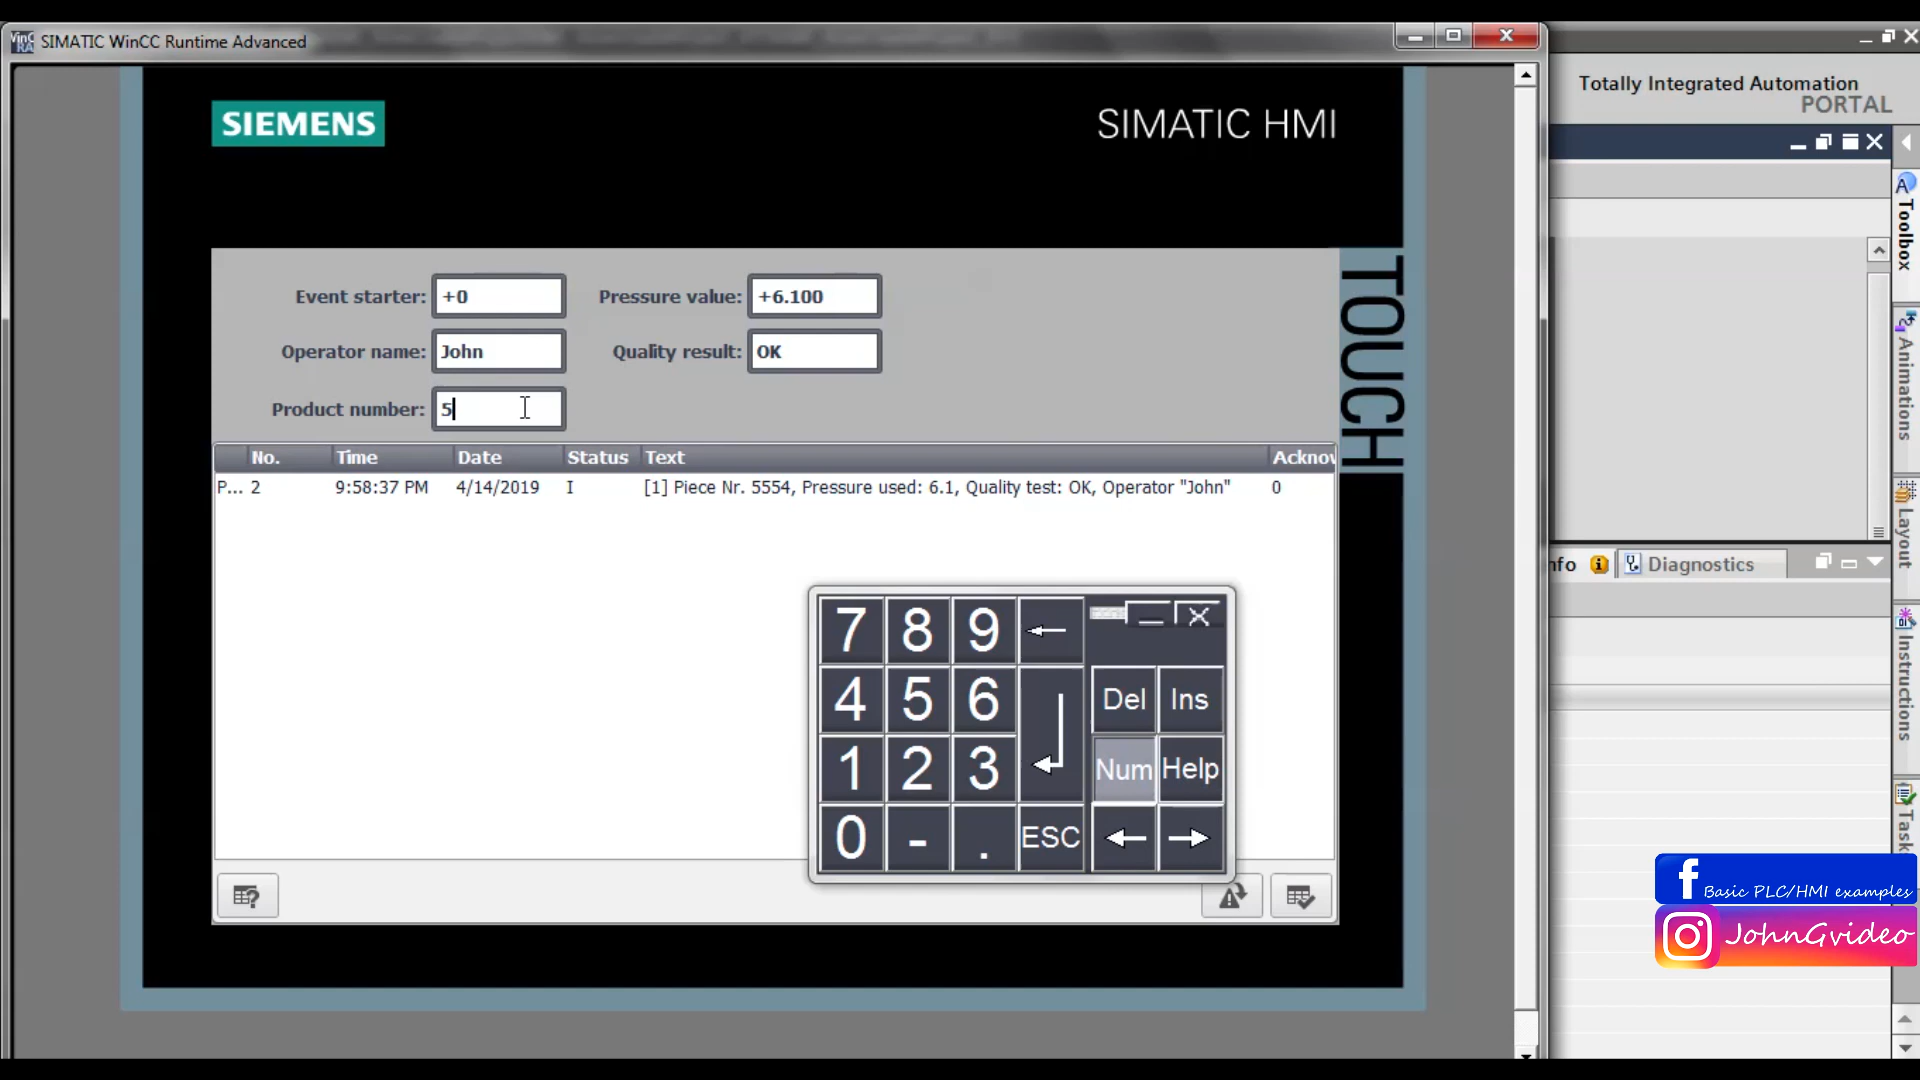 SIMATIC WinCC Runtime Advanced
Totally Integrated Automation
PORTAL
SIEMENS
SIMATIC HMI
TOUCH
Event starter: +0 Pressure value: +6.100
Operator name: John Quality result: OK
Product number: 5
No. Time Date Status Text Acknow
P... 2 9:58:37 PM 4/14/2019 I [1] Piece Nr. 5554, Pressure used: 6.1, Quality test: OK, Operator "John" 0
7 8 9
4 5 6 Del Ins
1 2 3 Num Help
0 - . ESC
Toolbox
Animations
Layout
Instructions
Task
nfo Diagnostics
Basic PLC/HMI examples
JohnGvideo